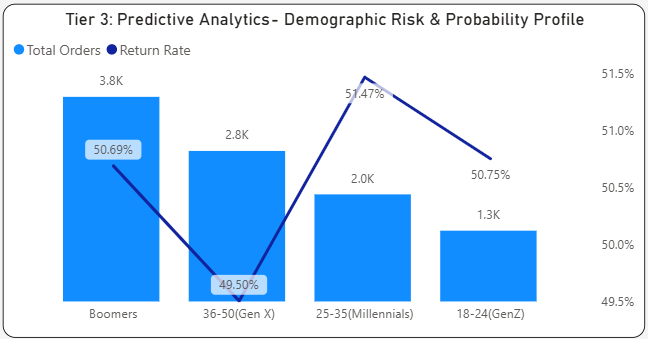 Tier 3: Predictive Analytics- Demographic Risk & Probability Profile
Total Orders Return Rate
3.8K
2.8K
2.0K
1.3K
50.69%
49.50%
51.47%
50.75%
51.5%
51.0%
50.5%
50.0%
49.5%
Boomers 36-50(Gen X) 25-35(Millennials) 18-24(GenZ)